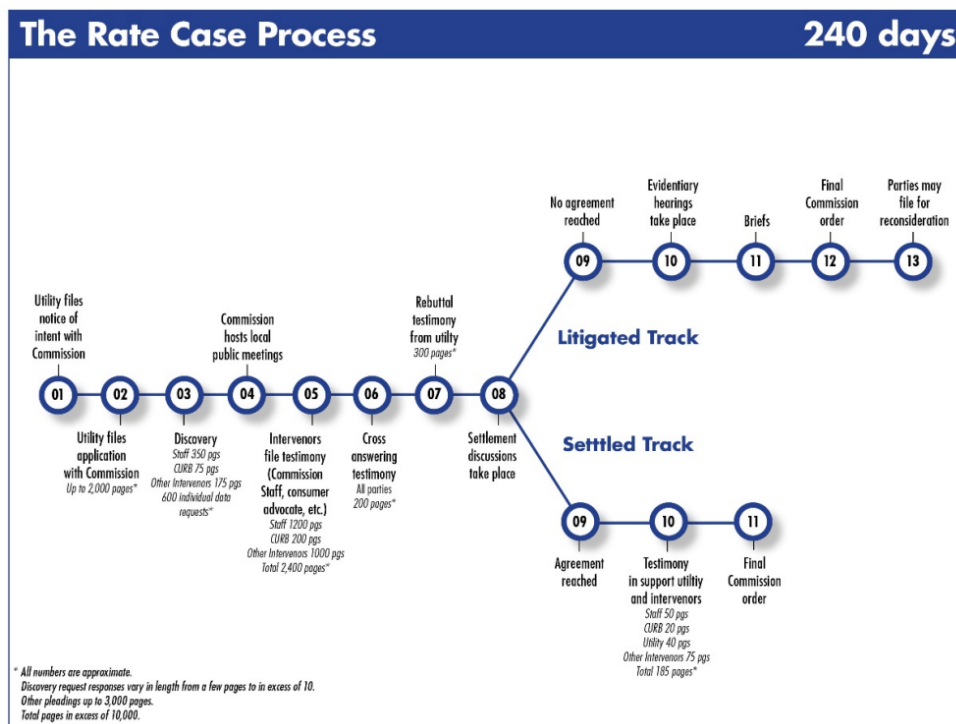 The Rate Case Process
240 days
Utility files
notice of
intent with
Commission
01
02
Utility files
application
with Commission
Up to 2,000 pages*
03
Discovery
Staff 350 pgs
CURB 75 pgs
Other Intervenors 175 pgs
600 individual data
requests*
Commission
hosts local
public meetings
04
05
Intervenors
file testimony
(Commission
Staff, consumer
advocate, etc.)
Staff 1200 pgs
CURB 200 pgs
Other Intervenors 1000 pgs
Total 2,400 pages*
06
Cross
answering
testimony
All parties
200 pages*
Rebuttal
testimony
from utilty
300 pages*
07
08
Settlement
discussions
take place
Litigated Track
No agreement
reached
09
Evidentiary
hearings
take place
10
Briefs
11
Final
Commission
order
12
Parties may
file for
reconsideration
13
Setttled Track
09
Agreement
reached
10
Testimony
in support utiltiy
and intervenors
Staff 50 pgs
CURB 20 pgs
Utility 40 pgs
Other Intervenors 75 pgs
Total 185 pages*
11
Final
Commission
order
* All numbers are approximate.
Discovery request responses vary in length from a few pages to in excess of 10.
Other pleadings up to 3,000 pages.
Total pages in excess of 10,000.